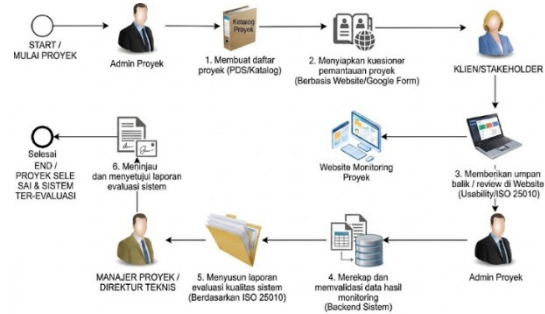 START /
MULAI PROYEK
Admin Proyek
Katalog
Proyek
1. Membuat daftar
proyek (PDS/Katalog)
2. Menyiapkan kuesioner
pemantauan proyek
(Berbasis Website/Google Form)
KLIEN/STAKEHOLDER
Selesai
END /
PROYEK SELE
SAI & SISTEM
TER-EVALUASI
6. Meninjau
dan menyetujui laporan
evaluasi sistem
Website Monitoring
Proyek
3. Memberikan umpan
balik / review di Website
(Usability/ISO 25010)
MANAJER PROYEK /
DIREKTUR TEKNIS
5. Menyusun laporan
evaluasi kualitas sistem
(Berdasarkan ISO 25010)
4. Merekap dan
memvalidasi data hasil
monitoring
(Backend Sistem)
Admin Proyek